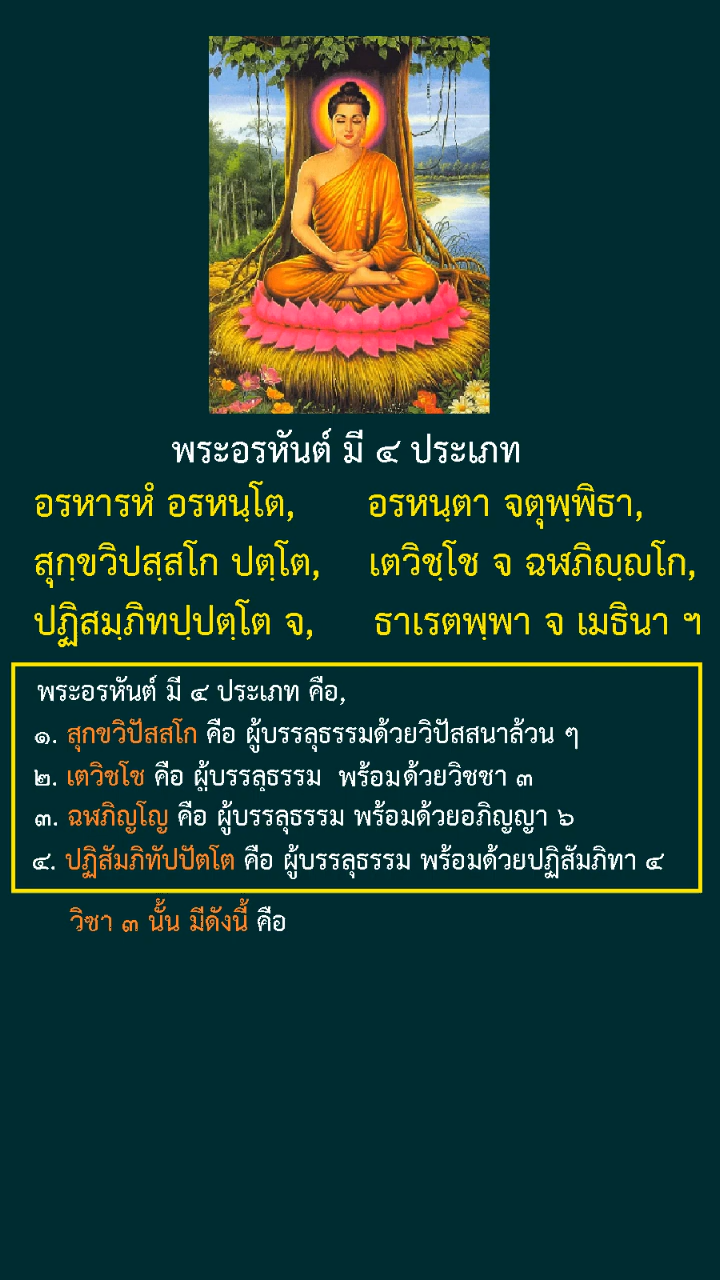 พระอรหันต์ มี ๔ ประเภท
อรหารหํ อรหนฺโต, อรหนฺตา จตุพฺพิธา,
สุกฺขวิปสฺสโก ปตฺโต, เตวิชฺโช จ ฉฬภิญฺญโก,
ปฏิสมฺภิทปฺปตฺโต จ, ธาเรตพฺพา จ เมธินา ฯ
พระอรหันต์ มี ๔ ประเภท คือ,
๑. สุกขวิปัสสโก คือ ผู้บรรลุธรรมด้วยวิปัสสนาล้วน ๆ
๒. เตวิชโช คือ ผู้บรรลุธรรม พร้อมด้วยวิชชา ๓
๓. ฉฬภิญโญ คือ ผู้บรรลุธรรม พร้อมด้วยอภิญญา ๖
๔. ปฏิสัมภิทัปปัตโต คือ ผู้บรรลุธรรม พร้อมด้วยปฏิสัมภิทา ๔
วิชา ๓ นั้น มีดังนี้ คือ